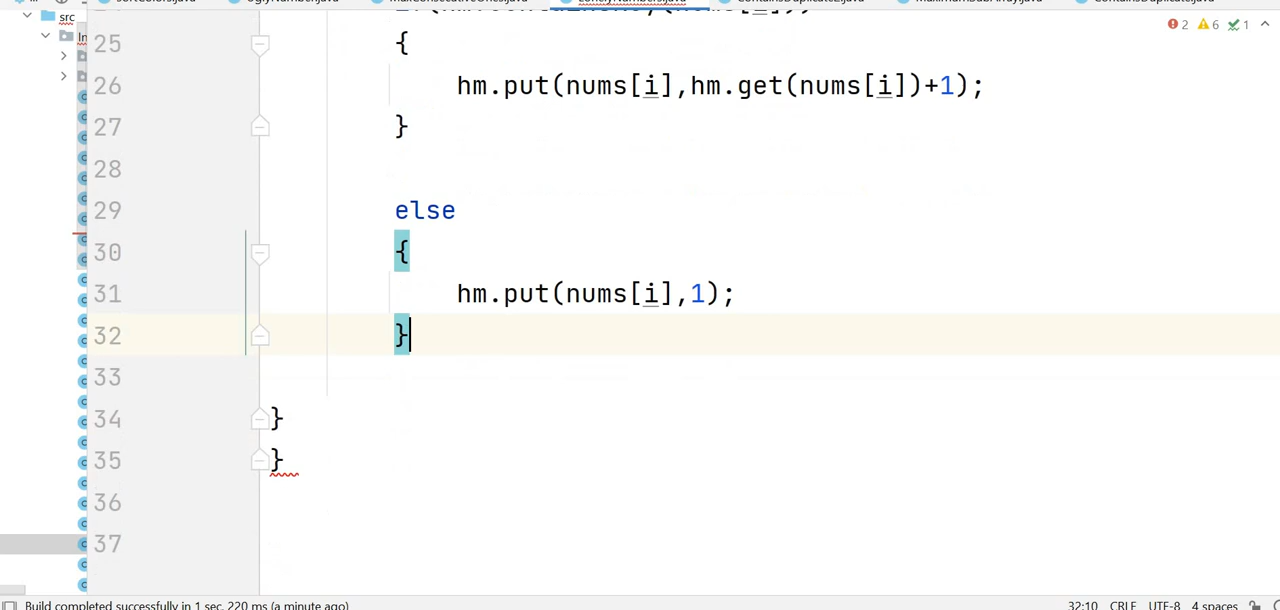 src
25 {
26 hm.put(nums[i],hm.get(nums[i])+1);
27 }
28
29 else
30 {
31 hm.put(nums[i],1);
32 }
33
34 }
35 }
36
37
2 6 1
Build completed successfully in 1 sec, 220 ms (a minute ago)
32:10 CRLF UTF-8 4 spaces